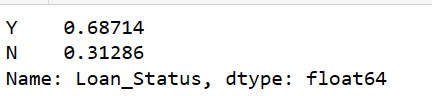 Y    0.68714
N    0.31286
Name: Loan_Status, dtype: float64